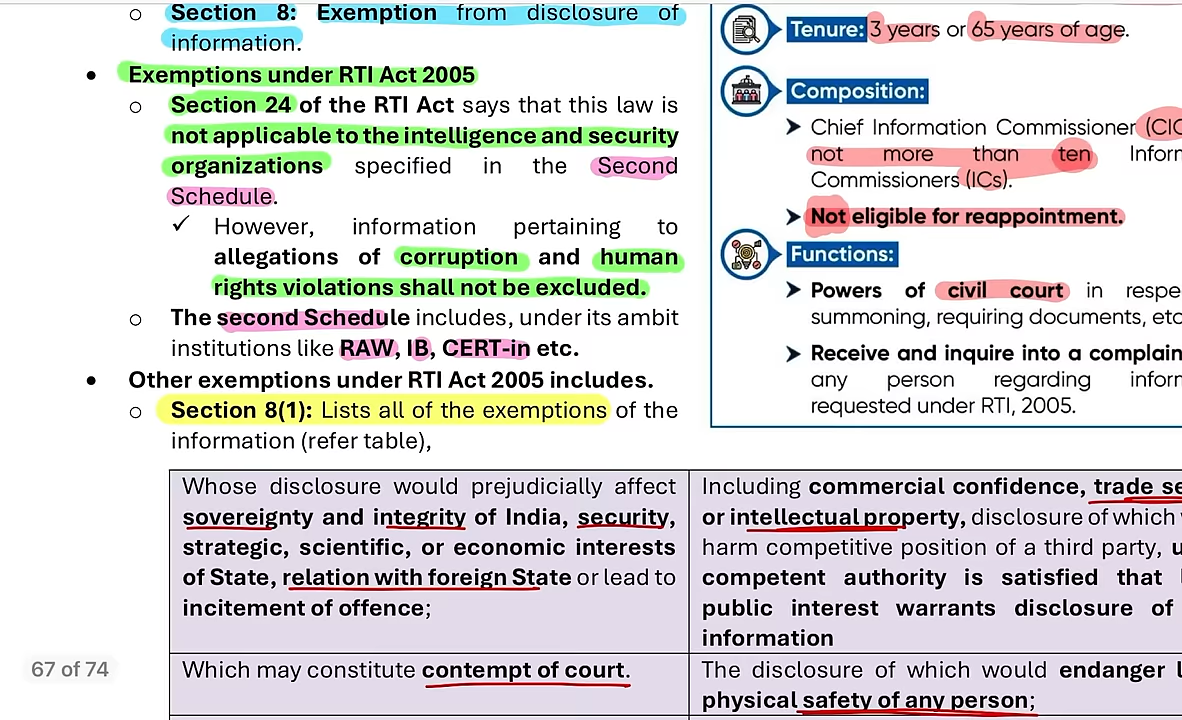 o Section 8: Exemption from disclosure of
information.
• Exemptions under RTI Act 2005
o Section 24 of the RTI Act says that this law is
not applicable to the intelligence and security
organizations specified in the Second
Schedule.
✓ However, information pertaining to
allegations of corruption and human
rights violations shall not be excluded.
o The second Schedule includes, under its ambit
institutions like RAW, IB, CERT-in etc.
• Other exemptions under RTI Act 2005 includes.
o Section 8(1): Lists all of the exemptions of the
information (refer table),
Tenure: 3 years or 65 years of age.
Composition:
➤ Chief Information Commissioner (CIC
not more than ten Inform
Commissioners (ICs).
➤ Not eligible for reappointment.
Functions:
➤ Powers of civil court in respe
summoning, requiring documents, etc
➤ Receive and inquire into a complain
any person regarding inform
requested under RTI, 2005.
Whose disclosure would prejudicially affect
sovereignty and integrity of India, security,
strategic, scientific, or economic interests
of State, relation with foreign State or lead to
incitement of offence;
Including commercial confidence, trade se
or intellectual property, disclosure of which
harm competitive position of a third party, u
competent authority is satisfied that
public interest warrants disclosure of
information
Which may constitute contempt of court.
The disclosure of which would endanger l
physical safety of any person;
67 of 74